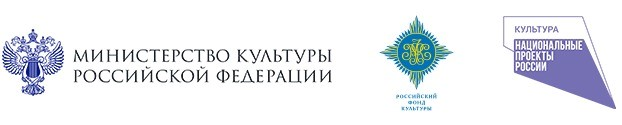 МИНИСТЕРСТВО КУЛЬТУРЫ
РОССИЙСКОЙ ФЕДЕРАЦИИ
РОССИЙСКИЙ
ФОНД
КУЛЬТУРЫ
КУЛЬТУРА
НАЦИОНАЛЬНЫЕ
ПРОЕКТЫ
РОССИИ